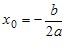 x₀ = −b/2a